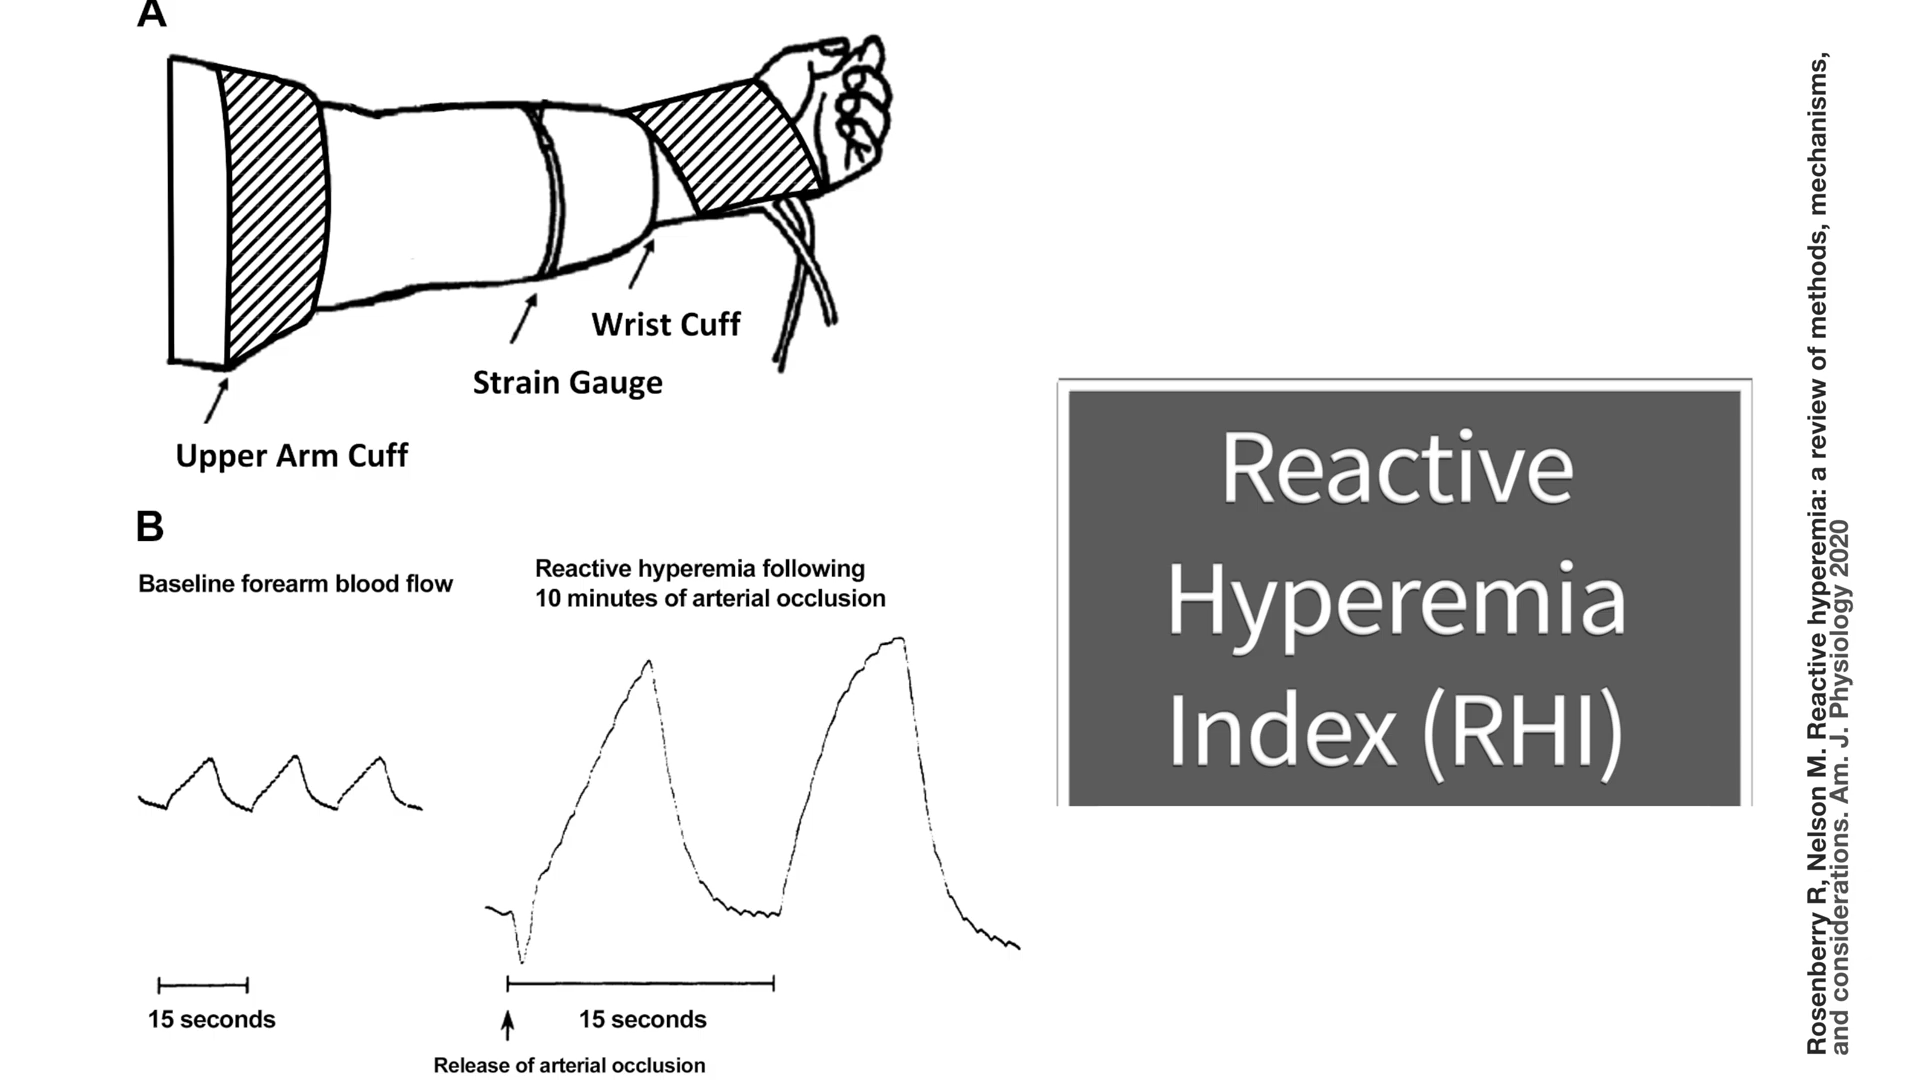 A
Wrist Cuff
Strain Gauge
Upper Arm Cuff
B
Baseline forearm blood flow
Reactive hyperemia following
10 minutes of arterial occlusion
15 seconds
15 seconds
Release of arterial occlusion
Reactive
Hyperemia
Index (RHI)
Rosenberry R, Nelson M. Reactive hyperemia: a review of methods, mechanisms,
and considerations. Am. J. Physiology 2020